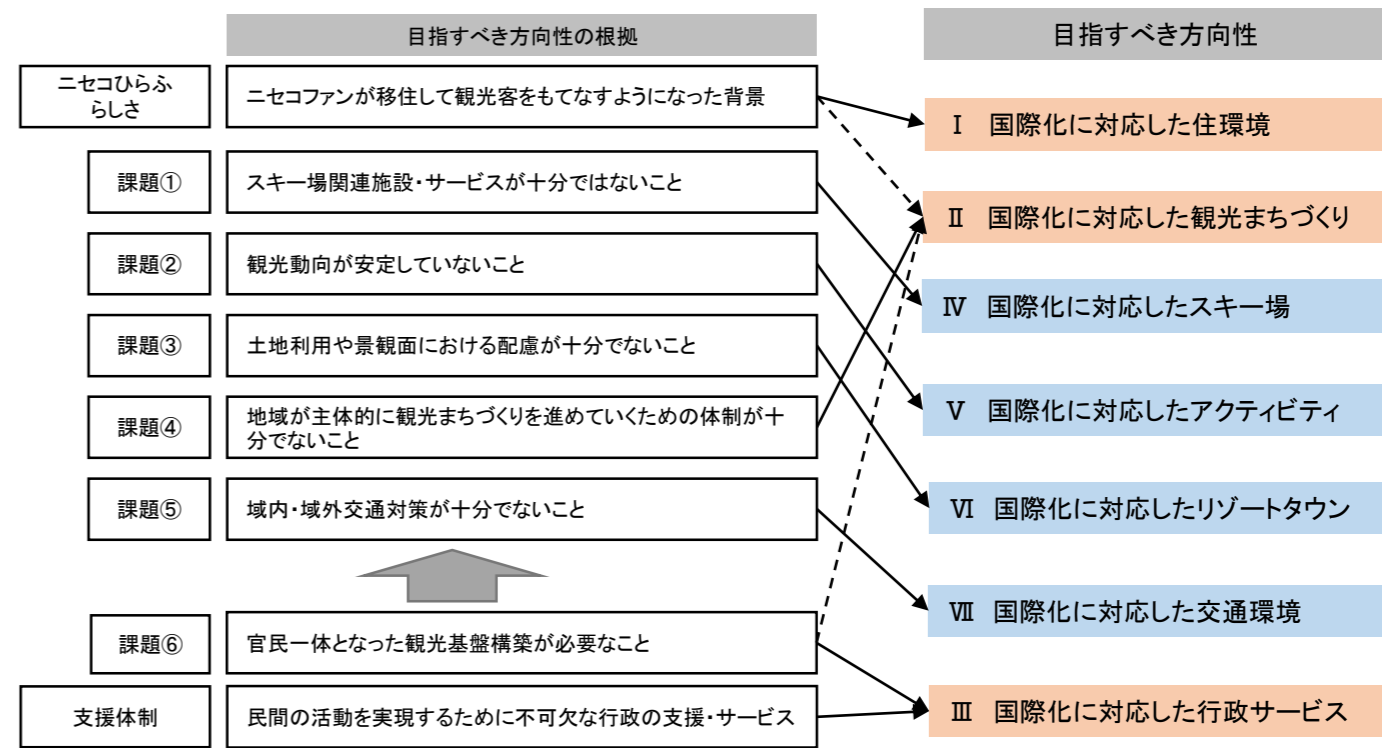 目指すべき方向性の根拠
目指すべき方向性
ニセコひらふ
らしさ
ニセコファンが移住して観光客をもてなすようになった背景
Ⅰ 国際化に対応した住環境
課題①
スキー場関連施設・サービスが十分ではないこと
Ⅱ 国際化に対応した観光まちづくり
課題②
観光動向が安定していないこと
Ⅳ 国際化に対応したスキー場
課題③
土地利用や景観面における配慮が十分でないこと
Ⅴ 国際化に対応したアクティビティ
課題④
地域が主体的に観光まちづくりを進めていくための体制が十
分でないこと
課題⑤
域内・域外交通対策が十分でないこと
Ⅵ 国際化に対応したリゾートタウン
Ⅶ 国際化に対応した交通環境
課題⑥
官民一体となった観光基盤構築が必要なこと
支援体制
民間の活動を実現するために不可欠な行政の支援・サービス
Ⅲ 国際化に対応した行政サービス